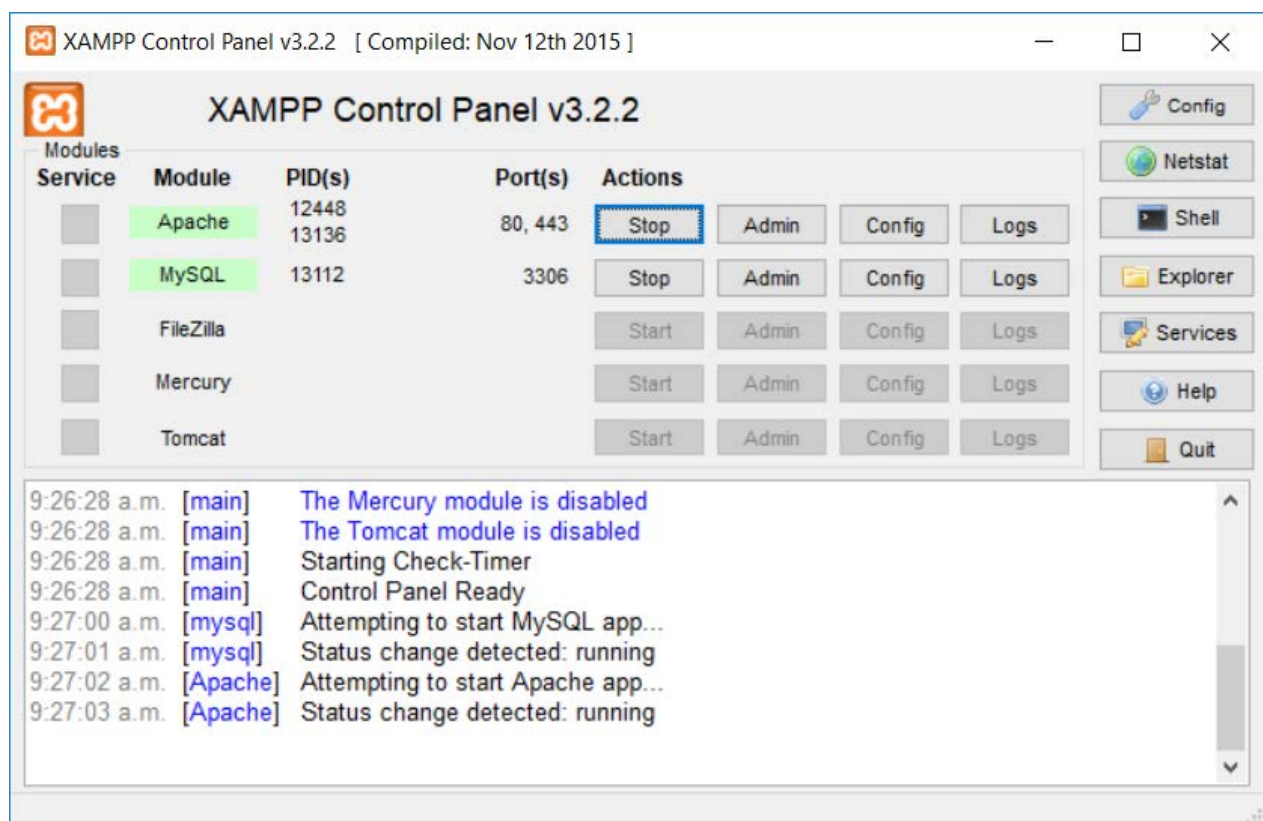 XAMPP Control Panel v3.2.2 [ Compiled: Nov 12th 2015 ]
XAMPP Control Panel v3.2.2
Config
Modules
Netstat
Service Module PID(s) Port(s) Actions
Apache 12448 13136 80, 443 Stop Admin Config Logs
Shell
MySQL 13112 3306 Stop Admin Config Logs
Explorer
FileZilla Start Admin Config Logs
Services
Mercury Start Admin Config Logs
Help
Tomcat Start Admin Config Logs
Quit
9:26:28 a.m. [main] The Mercury module is disabled
9:26:28 a.m. [main] The Tomcat module is disabled
9:26:28 a.m. [main] Starting Check-Timer
9:26:28 a.m. [main] Control Panel Ready
9:27:00 a.m. [mysql] Attempting to start MySQL app...
9:27:01 a.m. [mysql] Status change detected: running
9:27:02 a.m. [Apache] Attempting to start Apache app...
9:27:03 a.m. [Apache] Status change detected: running